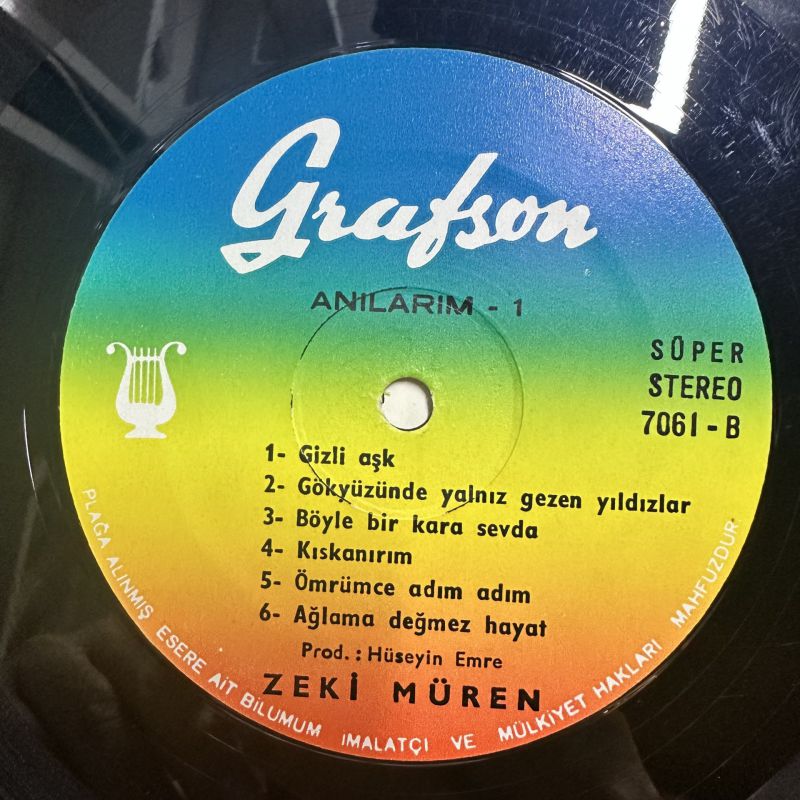 Grafson
ANILARIM - 1
SÜPER
STEREO
7061 - B
1- Gizli aşk
2- Gökyüzünde yalnız gezen yıldızlar
3- Böyle bir kara sevda
4- Kıskanırım
5- Ömrümce adım adım
6- Ağlama değmez hayat
Prod. : Hüseyin Emre
ZEKİ MÜREN
PLAĞA ALINMIŞ ESERE AİT BİLUMUM İMALATÇI VE MÜLKİYET HAKLARI MAHFUZDUR.